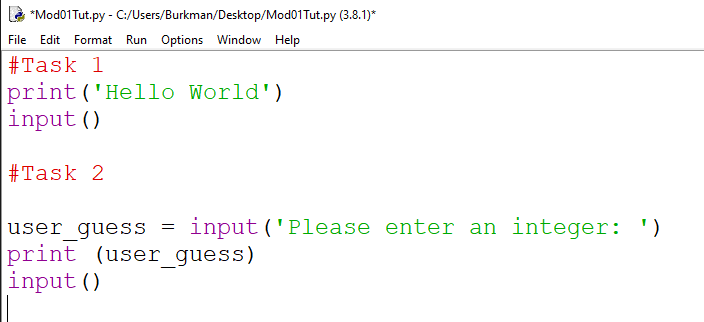 *Mod01Tut.py - C:/Users/Burkman/Desktop/Mod01Tut.py (3.8.1)*
File Edit Format Run Options Window Help
#Task 1
print('Hello World')
input()
#Task 2
user_guess = input('Please enter an integer: ')
print (user_guess)
input()